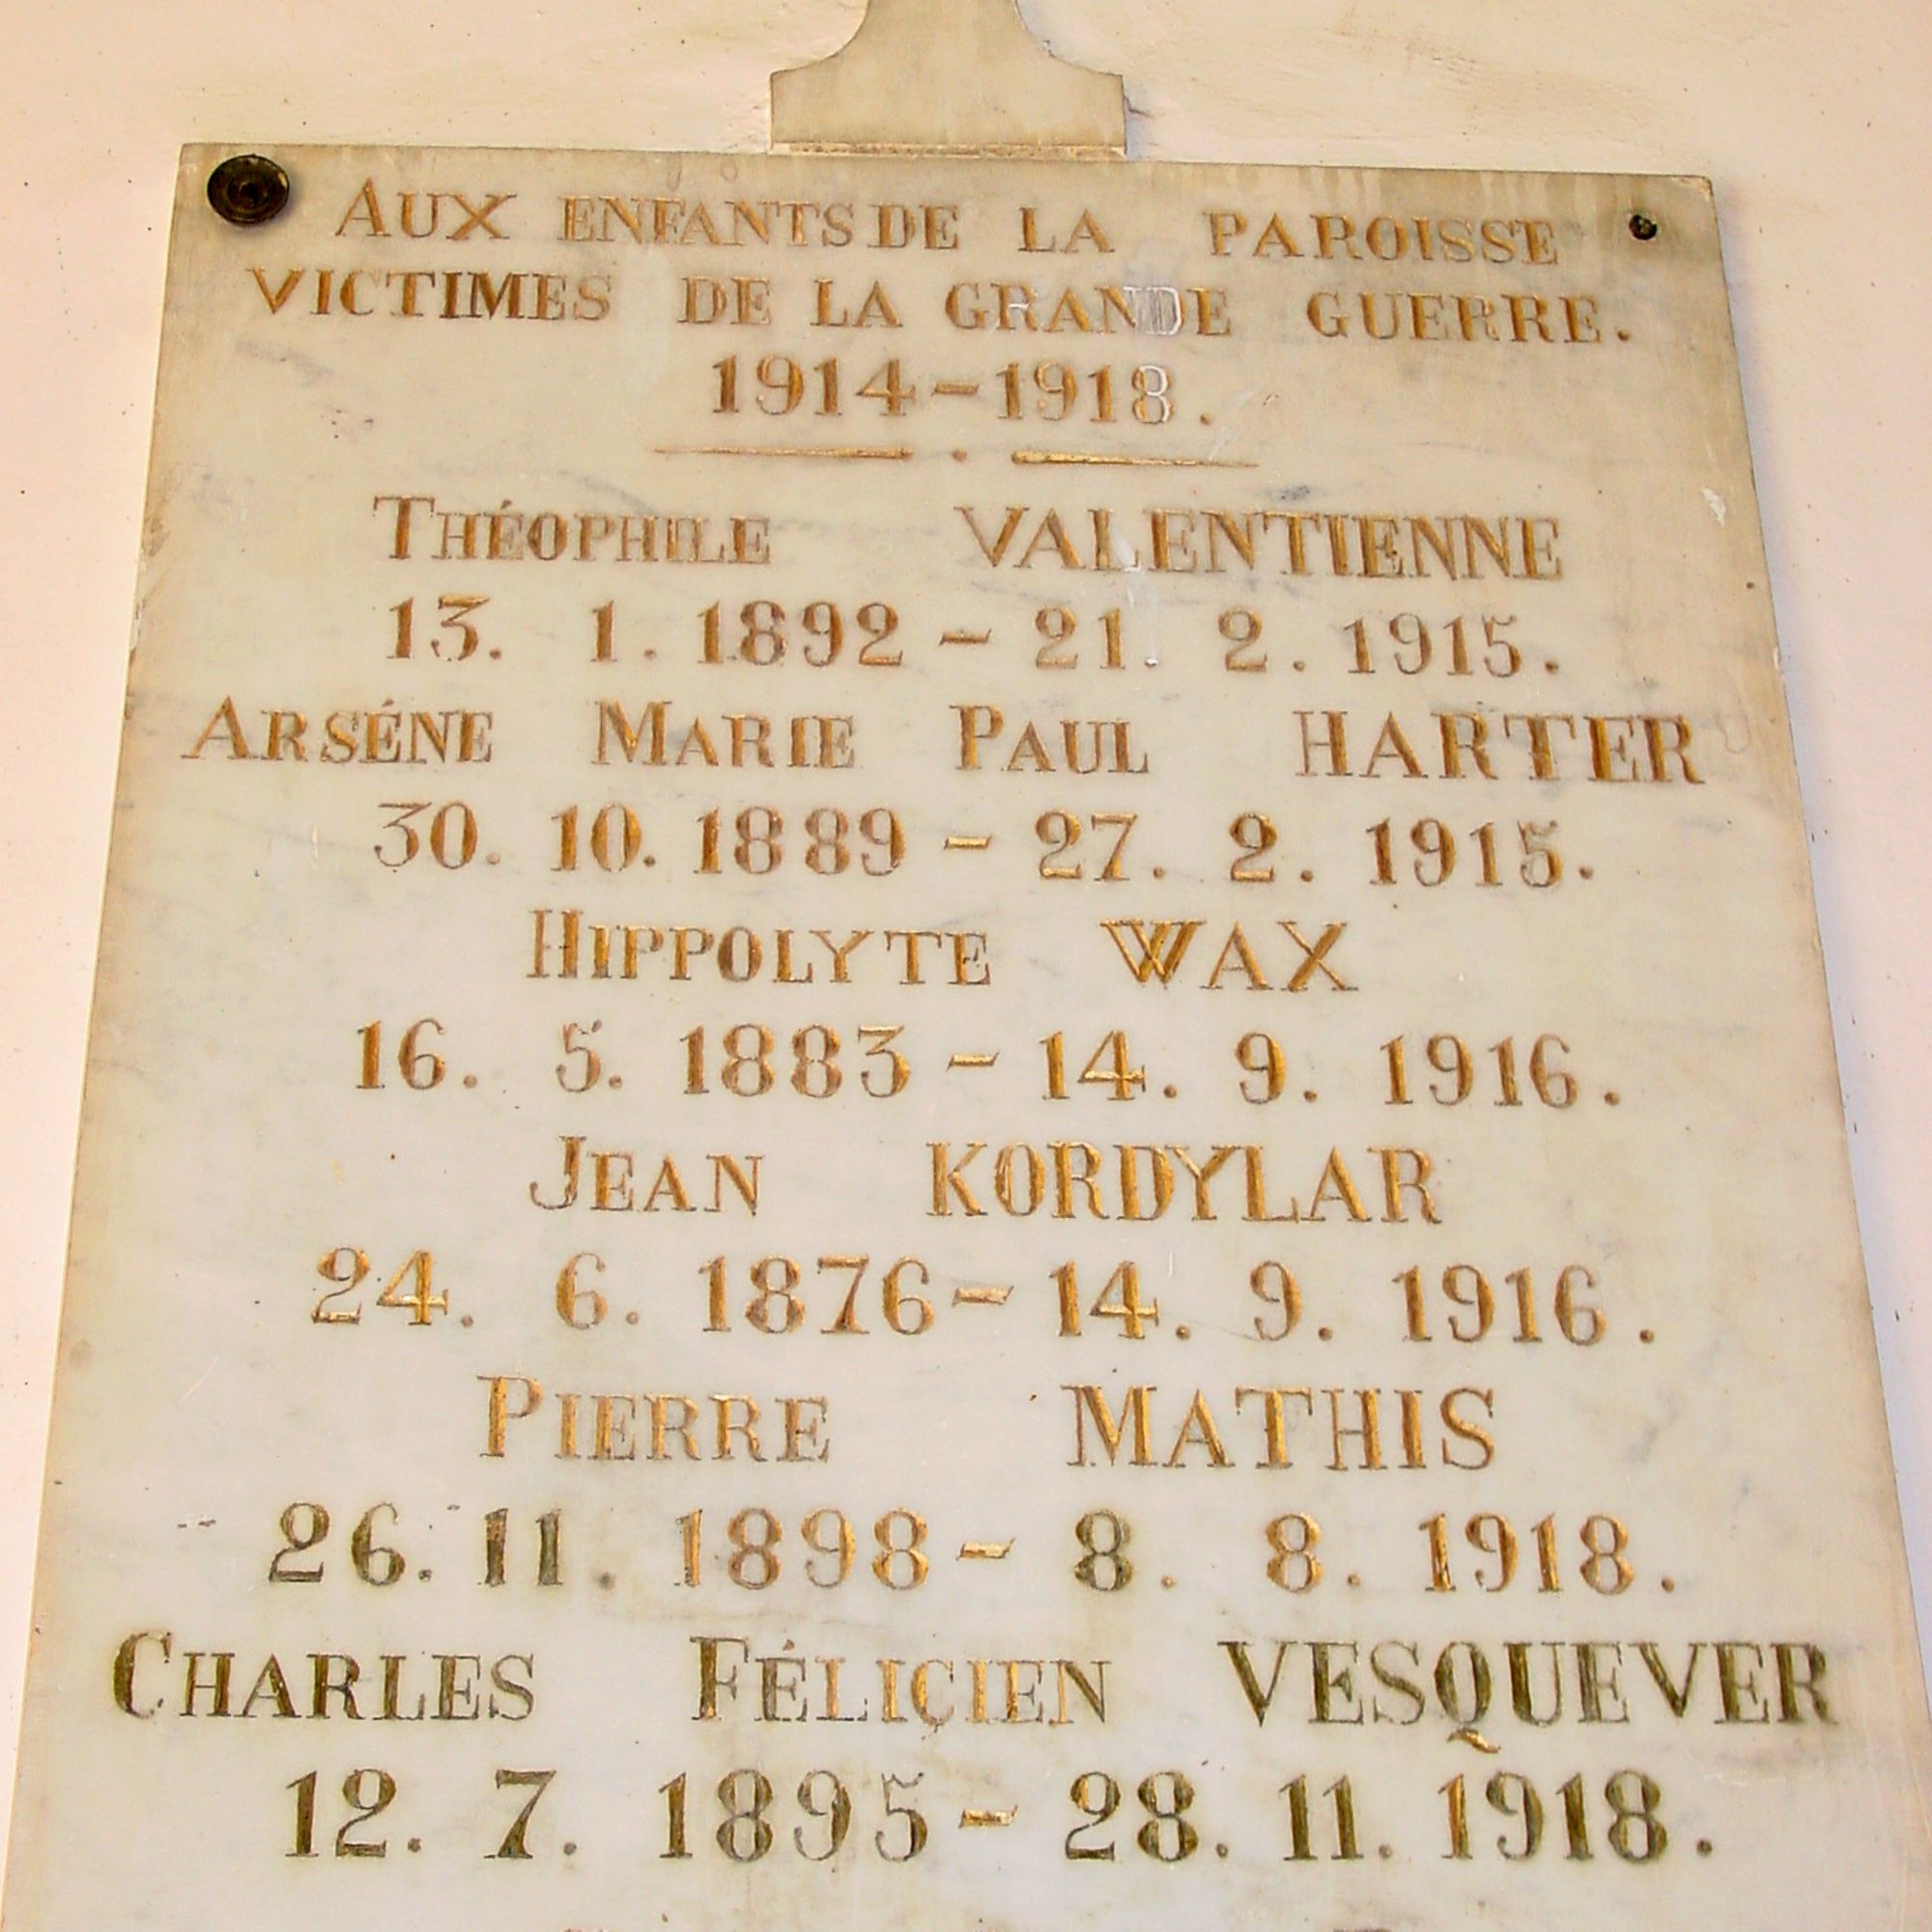 AUX ENFANTS DE LA PAROISSE
VICTIMES DE LA GRANDE GUERRE.
1914-1918.
THÉOPHILE VALENTIENNE
13. 1. 1892 - 21. 2. 1915.
ARSÉNE MARIE PAUL HARTER
30. 10. 1889 - 27. 2. 1915.
HIPPOLYTE WAX
16. 5. 1883 - 14. 9. 1916.
JEAN KORDYLAR
24. 6. 1876 - 14. 9. 1916.
PIERRE MATHIS
26. 11. 1898 - 8. 8. 1918.
CHARLES FÉLIÇIEN VESQUEVER
12. 7. 1895 - 28. 11. 1918.